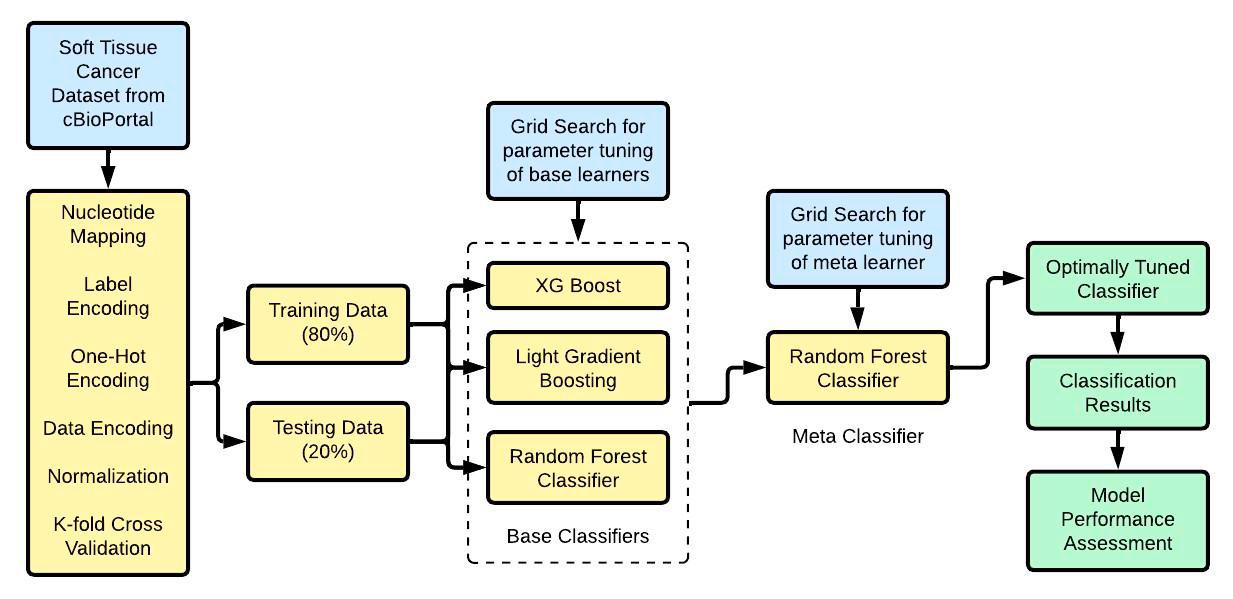 Soft Tissue
Cancer
Dataset from
cBioPortal
Nucleotide
Mapping
Label
Encoding
One-Hot
Encoding
Data Encoding
Normalization
K-fold Cross
Validation
Training Data
(80%)
Testing Data
(20%)
Grid Search for
parameter tuning
of base learners
XG Boost
Light Gradient
Boosting
Random Forest
Classifier
Base Classifiers
Grid Search for
parameter tuning
of meta learner
Random Forest
Classifier
Meta Classifier
Optimally Tuned
Classifier
Classification
Results
Model
Performance
Assessment